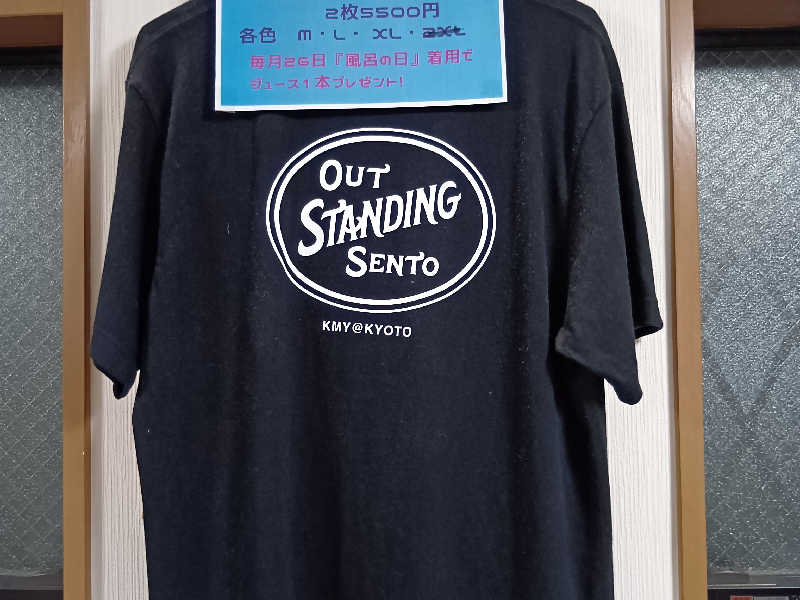 2枚5500円
各色 M・L・XL・2XL
毎月26日『風呂の日』着用で
ジュース1本プレゼント!
OUT
STANDING
SENTO
KMY@KYOTO